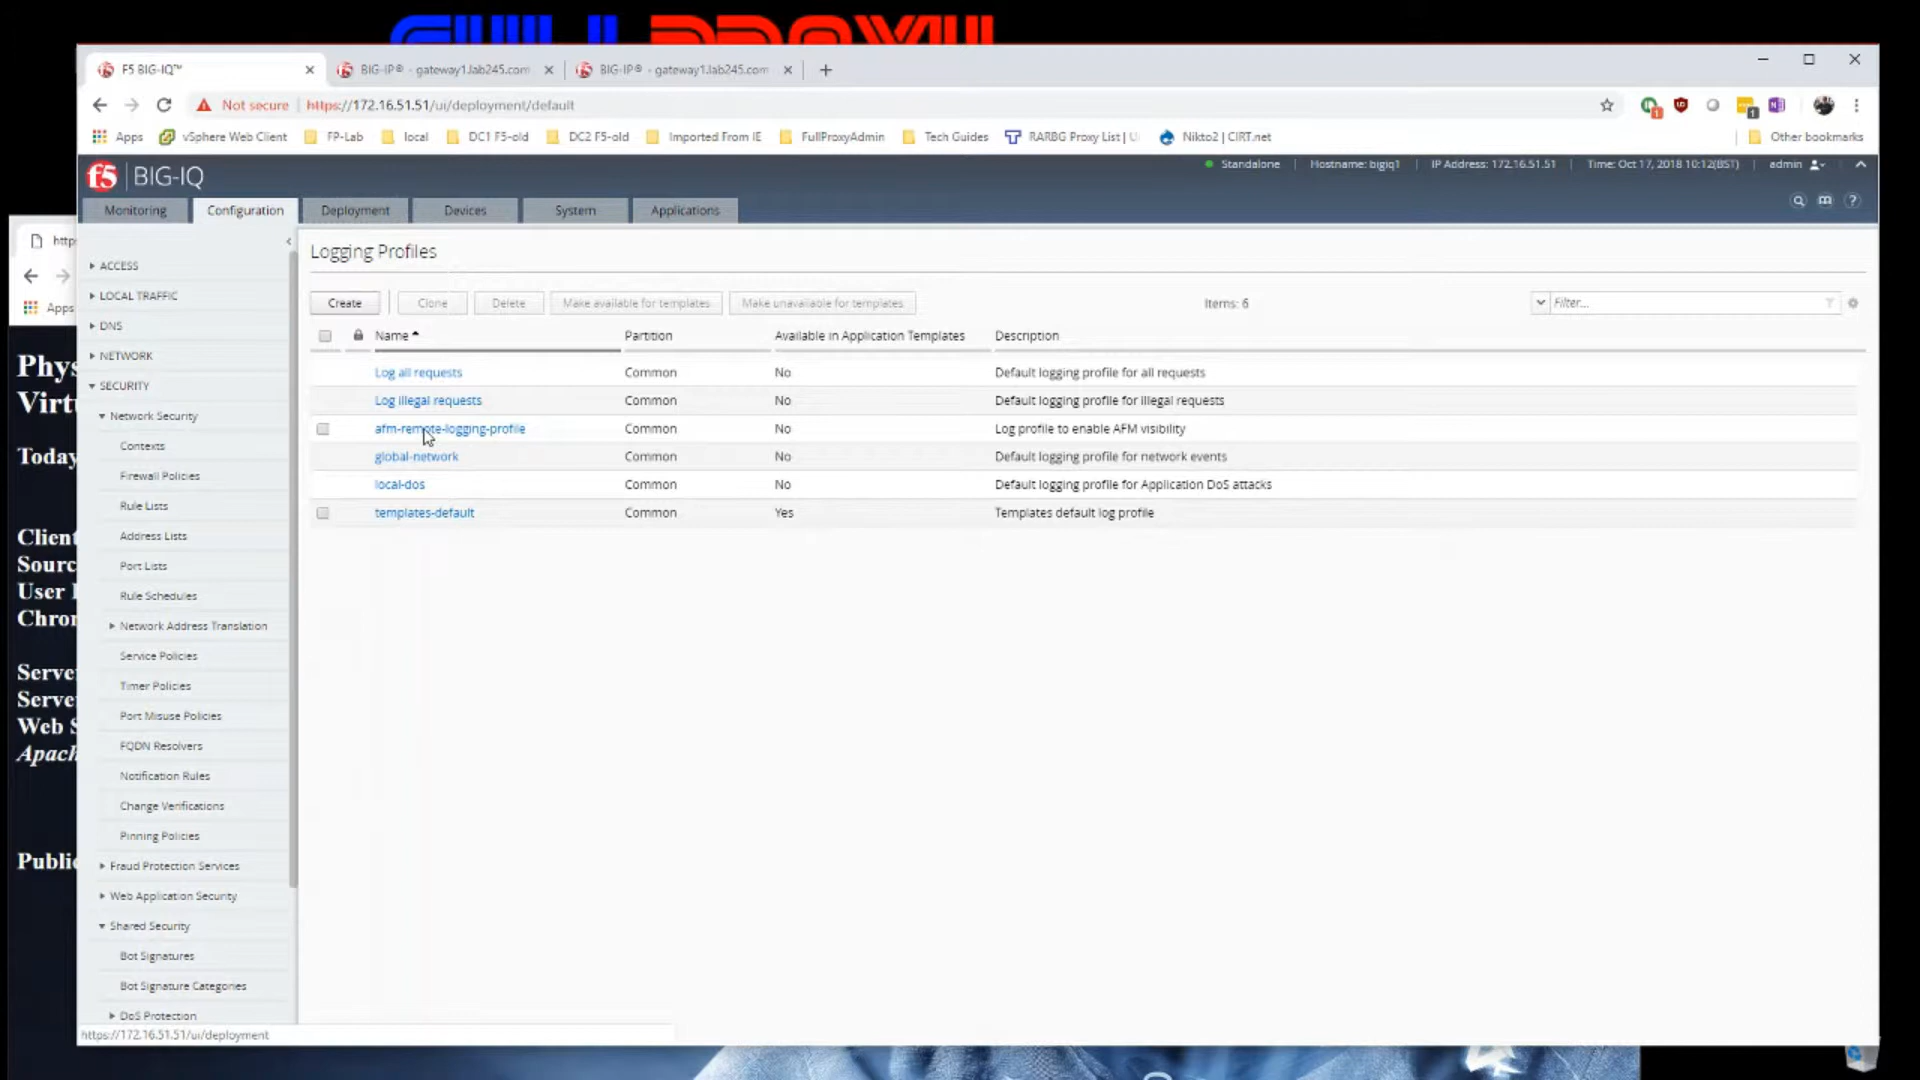 F5 BIG-IQ™
BIG-IP® - gateway1.lab245.com
BIG-IP® - gateway1.lab245.com
Not secure
https://172.16.51.51/ui/deployment/default
Apps
vSphere Web Client
FP-Lab
local
DC1 F5-old
DC2 F5-old
Imported From IE
FullProxyAdmin
Tech Guides
RARBG Proxy List |
Nikto2 | CIRT.net
Other bookmarks
f5 BIG-IQ
Standalone
Hostname: bigiq1
IP Address: 172.16.51.51
Time: Oct 17, 2018 10:12(BST)
admin
Monitoring
Configuration
Deployment
Devices
System
Applications
ACCESS
LOCAL TRAFFIC
DNS
NETWORK
SECURITY
Network Security
Contexts
Firewall Policies
Rule Lists
Address Lists
Port Lists
Rule Schedules
Network Address Translation
Service Policies
Timer Policies
Port Misuse Policies
FQDN Resolvers
Notification Rules
Change Verifications
Pinning Policies
Fraud Protection Services
Web Application Security
Shared Security
Bot Signatures
Bot Signature Categories
DoS Protection
https://172.16.51.51/ui/deployment
Logging Profiles
Create
Clone
Delete
Make available for templates
Make unavailable for templates
Items: 6
Filter...
Name Partition Available in Application Templates Description
Log all requests Common No Default logging profile for all requests
Log illegal requests Common No Default logging profile for illegal requests
afm-remote-logging-profile Common No Log profile to enable AFM visibility
global-network Common No Default logging profile for network events
local-dos Common No Default logging profile for Application DoS attacks
templates-default Common Yes Templates default log profile
http
Apps
Phys
Virtu
Today
Client
Sourc
User
Chron
Server
Server
Web S
Apach
Public